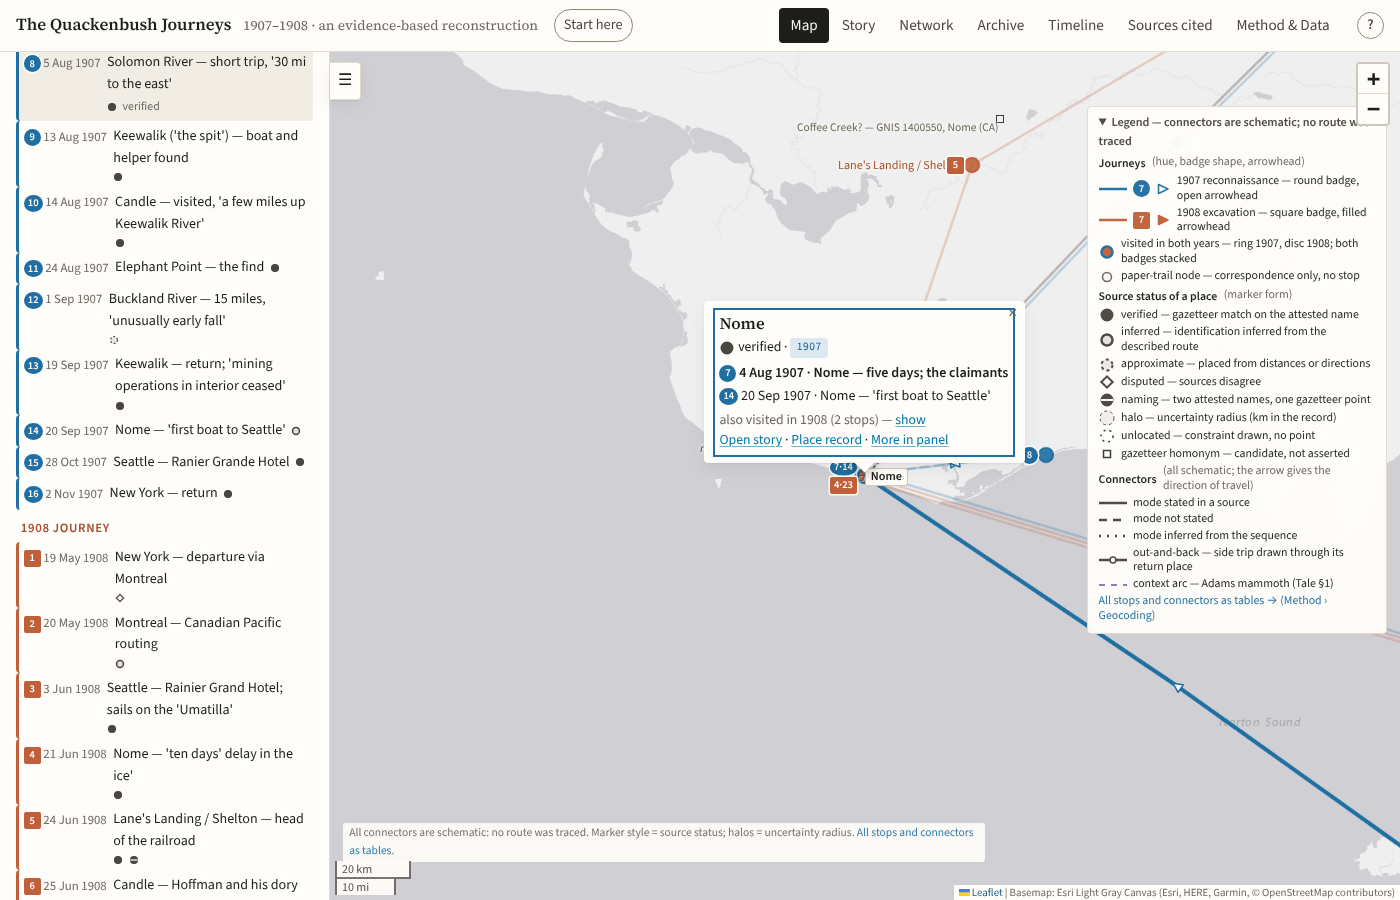 The Quackenbush Journeys 1907–1908 · an evidence-based reconstruction Start here Map Story Network Archive Timeline Sources cited Method & Data ?
8 5 Aug 1907 Solomon River — short trip, '30 mi
to the east'
verified
9 13 Aug 1907 Keewalik ('the spit') — boat and
helper found
10 14 Aug 1907 Candle — visited, 'a few miles up
Keewalik River'
11 24 Aug 1907 Elephant Point — the find
12 1 Sep 1907 Buckland River — 15 miles,
'unusually early fall'
13 19 Sep 1907 Keewalik — return; 'mining
operations in interior ceased'
14 20 Sep 1907 Nome — 'first boat to Seattle'
15 28 Oct 1907 Seattle — Ranier Grande Hotel
16 2 Nov 1907 New York — return
1908 JOURNEY
1 19 May 1908 New York — departure via
Montreal
2 20 May 1908 Montreal — Canadian Pacific
routing
3 3 Jun 1908 Seattle — Rainier Grand Hotel;
sails on the 'Umatilla'
4 21 Jun 1908 Nome — 'ten days' delay in the
ice'
5 24 Jun 1908 Lane's Landing / Shelton — head
of the railroad
6 25 Jun 1908 Candle — Hoffman and his dory
☰
Coffee Creek? — GNIS 1400550, Nome (CA)
Lane's Landing / Shel 5
Nome
×
verified · 1907
7 4 Aug 1907 · Nome — five days; the claimants
14 20 Sep 1907 · Nome — 'first boat to Seattle'
also visited in 1908 (2 stops) — show
Open story · Place record · More in panel
8
7·14
4·23
Nome
Norton Sound
+
−
▼ Legend — connectors are schematic; no route w
traced
Journeys (hue, badge shape, arrowhead)
7 1907 reconnaissance — round badge,
open arrowhead
7 1908 excavation — square badge, filled
arrowhead
visited in both years — ring 1907, disc 1908; both
badges stacked
paper-trail node — correspondence only, no stop
Source status of a place (marker form)
verified — gazetteer match on the attested name
inferred — identification inferred from the
described route
approximate — placed from distances or directions
disputed — sources disagree
naming — two attested names, one gazetteer point
halo — uncertainty radius (km in the record)
unlocated — constraint drawn, no point
gazetteer homonym — candidate, not asserted
Connectors (all schematic; the arrow gives the
direction of travel)
mode stated in a source
mode not stated
mode inferred from the sequence
out-and-back — side trip drawn through its
return place
context arc — Adams mammoth (Tale §1)
All stops and connectors as tables → (Method ›
Geocoding)
All connectors are schematic: no route was traced. Marker style = source status; halos = uncertainty radius. All stops and connectors
as tables.
20 km
10 mi
Leaflet | Basemap: Esri Light Gray Canvas (Esri, HERE, Garmin, © OpenStreetMap contributors)